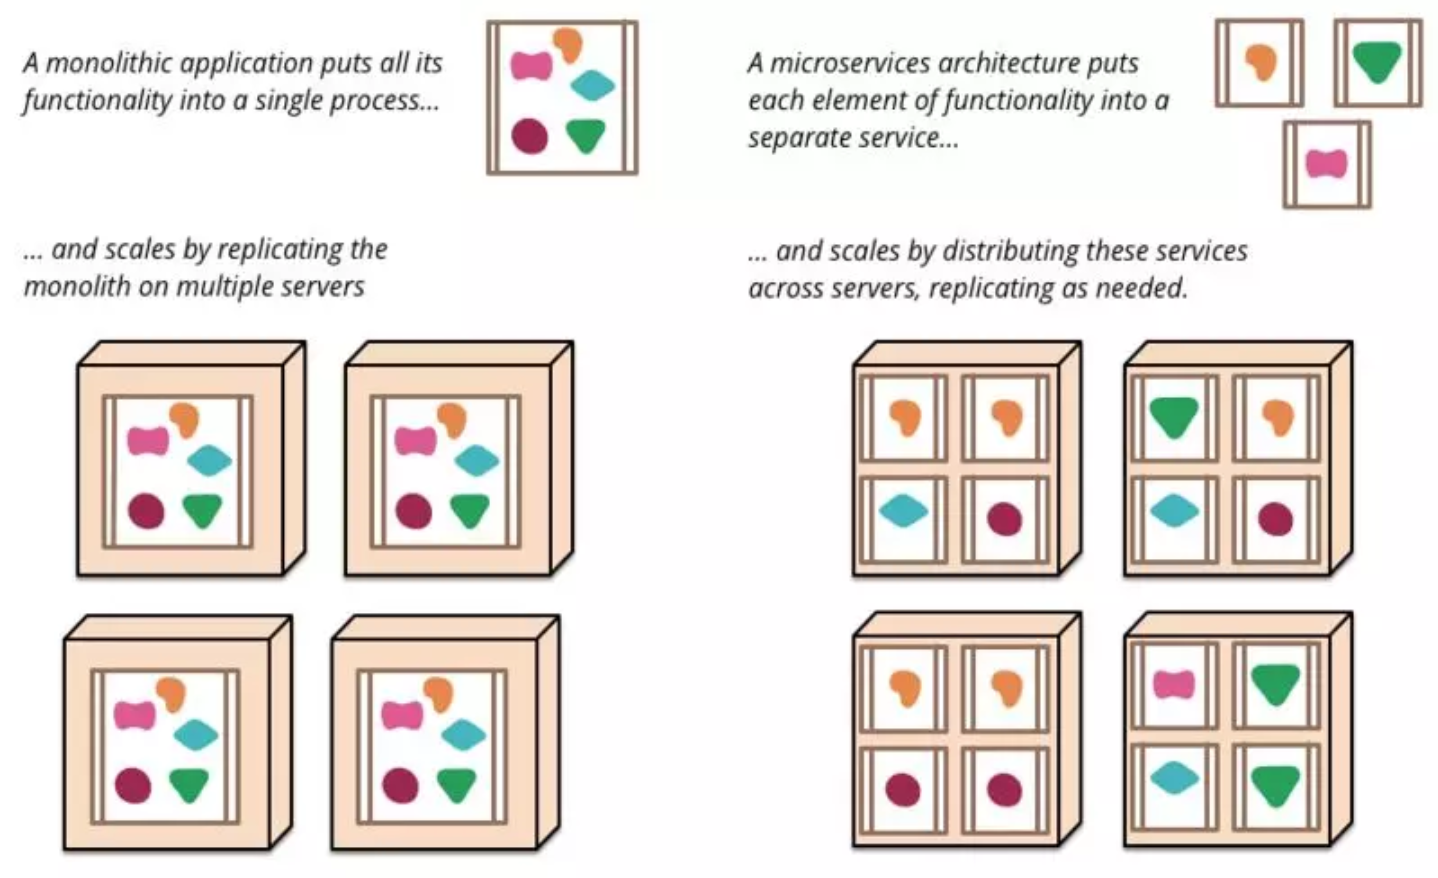 A monolithic application puts all its
functionality into a single process...
... and scales by replicating the
monolith on multiple servers
A microservices architecture puts
each element of functionality into a
separate service...
... and scales by distributing these services
across servers, replicating as needed.